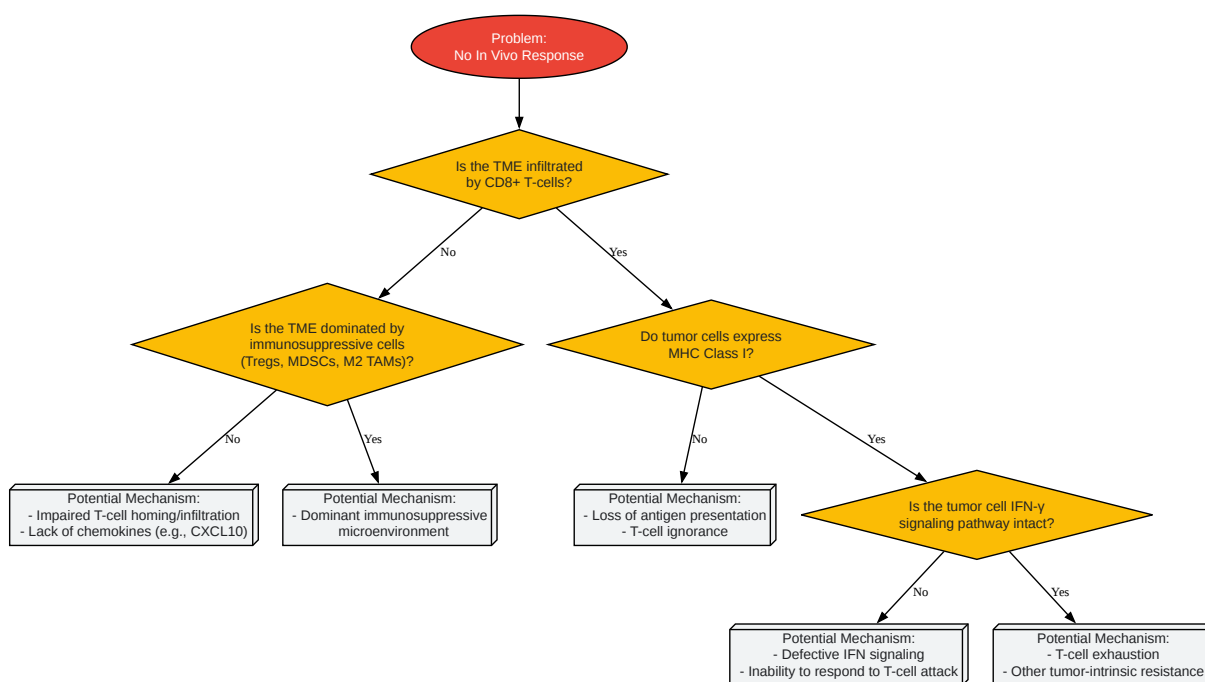 Problem:
No In Vivo Response
Is the TME infiltrated
by CD8+ T-cells?
No
Yes
Is the TME dominated by
immunosuppressive cells
(Tregs, MDSCs, M2 TAMs)?
Do tumor cells express
MHC Class I?
No
Yes
No
Yes
Potential Mechanism:
- Impaired T-cell homing/infiltration
- Lack of chemokines (e.g., CXCL10)
Potential Mechanism:
- Dominant immunosuppressive
microenvironment
Potential Mechanism:
- Loss of antigen presentation
- T-cell ignorance
Is the tumor cell IFN-γ
signaling pathway intact?
No
Yes
Potential Mechanism:
- Defective IFN signaling
- Inability to respond to T-cell attack
Potential Mechanism:
- T-cell exhaustion
- Other tumor-intrinsic resistance